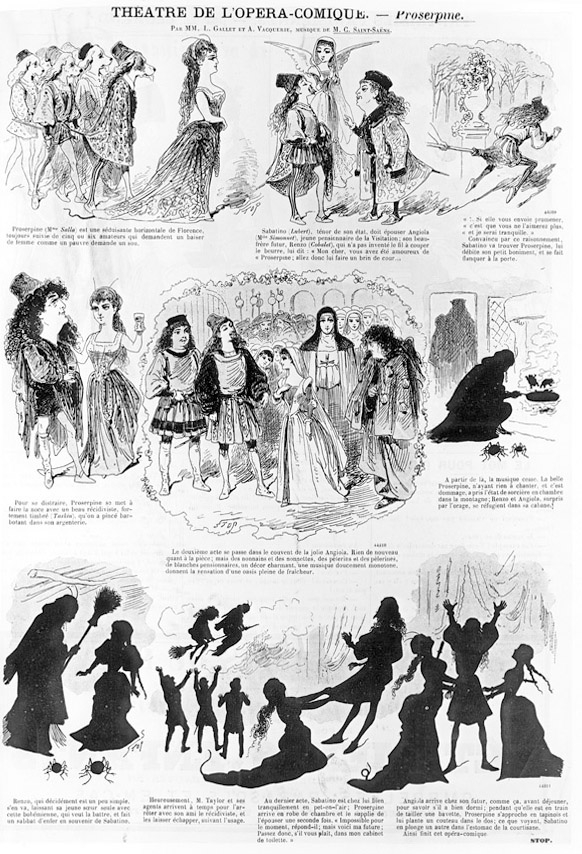 THEATRE DE L'OPERA-COMIQUE. — Proserpine.
PAR MM. L. GALLET ET A. VACQUERIE, MUSIQUE DE M. C. SAINT-SAËNS.
Proserpine (Mme Salla) est une séduisante horizontale de Florence,
toujours suivie de cinq ou six amateurs qui demandent un baiser
de femme comme un pauvre demande un sou.
Sabatino (Lubert), ténor de son état, doit épouser Angiola
(Mlle Simonnet), jeune pensionnaire de la Visitation ; son beau-
frère futur, Renzo (Cobalet), qui n'a pas inventé le fil à couper
le beurre, lui dit : « Mon cher, vous avez été amoureux de
« Proserpine ; allez donc lui faire un brin de cour...
« Si elle vous envoie promener,
« c'est que vous ne l'aimerez plus,
« et je serai tranquille. »
Convaincu par ce raisonnement,
Sabatino va trouver Proserpine, lui
débite son petit boniment, et se fait
flanquer à la porte.
Pour se distraire, Proserpine se met à
faire la noce avec un beau récidiviste, for-
mement timbré (Taskin), qu'on a pincé bar-
botant dans son argenterie.
STOP
Le deuxième acte se passe dans le couvent de la jolie Angiola. Rien de nouveau
quant à la pièce ; mais des nonnains et des nonnettes, des pèlerins et des pèlerines,
de blanches pensionnaires, un décor charmant, une musique doucement monotone,
donnent la sensation d'une oasis pleine de fraîcheur.
A partir de là, la musique cesse. La belle
Proserpine, n'ayant rien à chanter, et c'est
dommage, a pris l'état de sorcière en chambre
dans la montagne ; Renzo et Angiola, surpris
par l'orage, se réfugient dans sa cabane ;
Renzo, qui décidément est un peu simple,
s'en va, laissant sa jeune sœur seule avec
cette bohémienne, qui veut la battre, et fait
un sabbat d'enfer en souvenir de Sabatino.
Heureusement, M. Taylor et ses
agents arrivent à temps pour l'ar-
rêter avec son ami le récidiviste, et
les laisser échapper, suivant l'usage.
Au dernier acte, Sabatino est chez lui bien
tranquillement en pet-en-l'air ; Proserpine
arrive en robe de chambre et le supplie de
l'épouser une seconde fois. « Impossible pour
le moment, répond-il ; mais voici ma future ;
Passez donc, s'il vous plaît, dans mon cabinet
de toilette. »
Angiola arrive chez son futur, comme ça, avant déjeuner,
pour savoir s'il a bien dormi ; pendant qu'elle est en train
de tailler une bavette, Proserpine s'approche en tapinois et
lui plante un couteau dans le dos ; ce que voyant, Sabatino
en plonge un autre dans l'estomac de la courtisane.
Ainsi finit cet opéra-comique.
STOP.